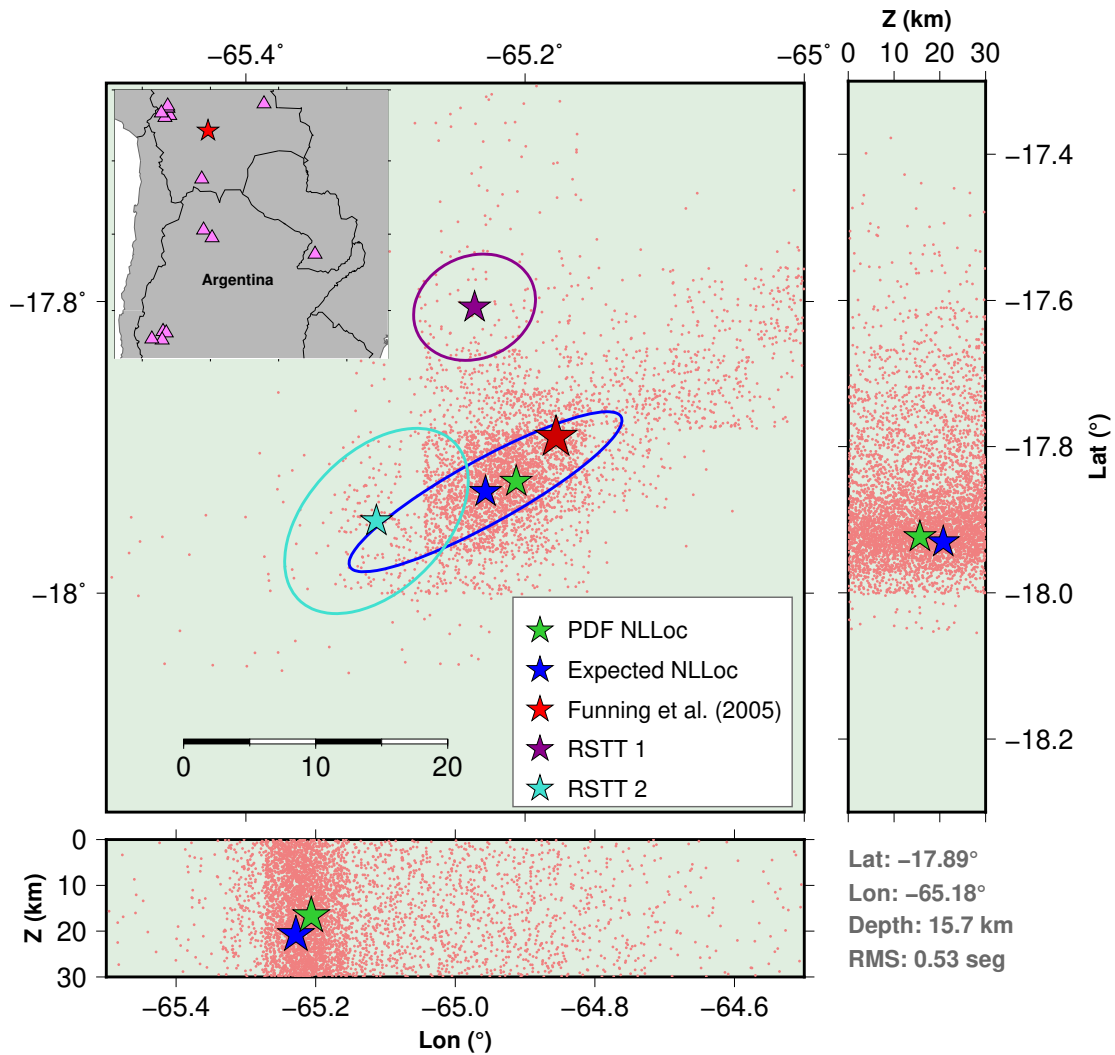 Z (km)
−65.4°
−65.2°
−65°
0
10
20
30
−17.4
−17.6
−17.8
−18.0
−18.2
Lat (°)
−17.8°
−18°
Argentina
PDF NLLoc
Expected NLLoc
Funning et al. (2005)
RSTT 1
RSTT 2
0
10
20
Z (km)
0
10
20
30
−65.4
−65.2
−65.0
−64.8
−64.6
Lon (°)
Lat: −17.89°
Lon: −65.18°
Depth: 15.7 km
RMS: 0.53 seg